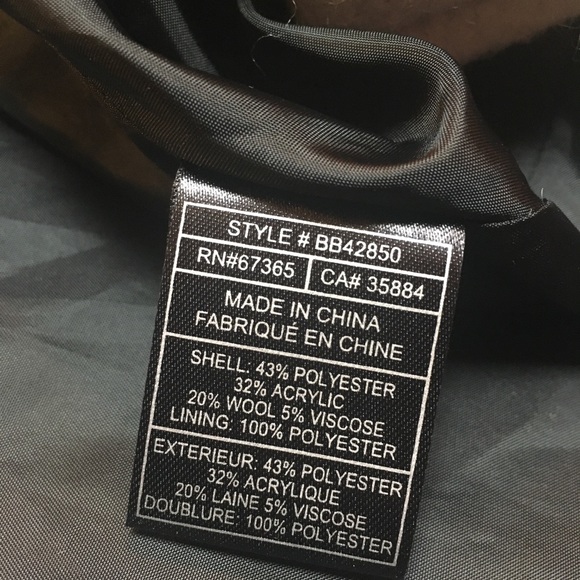 STYLE # BB42850
RN#67365 CA# 35884
MADE IN CHINA
FABRIQUÉ EN CHINE
SHELL: 43% POLYESTER
32% ACRYLIC
20% WOOL 5% VISCOSE
LINING: 100% POLYESTER
EXTERIEUR: 43% POLYESTER
32% ACRYLIQUE
20% LAINE 5% VISCOSE
DOUBLURE: 100% POLYESTER